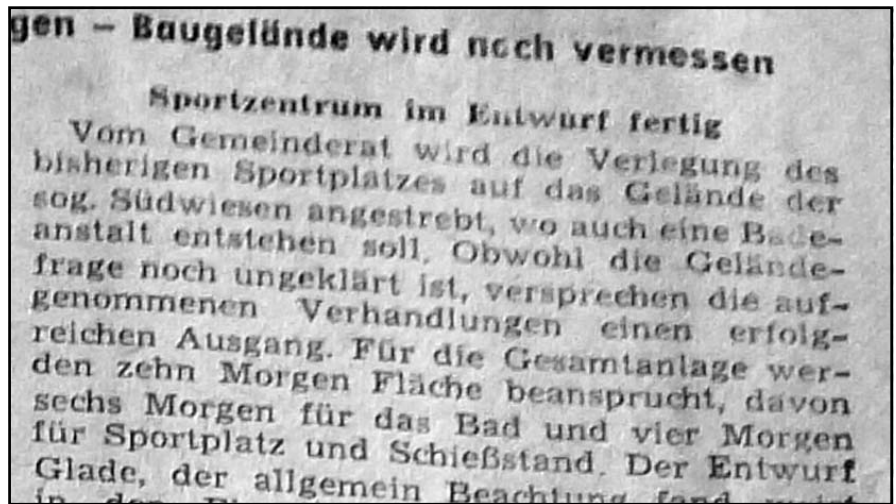 gen – Baugelände wird noch vermessen
Sportzentrum im Entwurf fertig
Vom Gemeinderat wird die Verlegung des
bisherigen Sportplatzes auf das Gelände der
sog. Südwiesen angestrebt, wo auch eine Bade-
anstalt entstehen soll. Obwohl die Gelände-
frage noch ungeklärt ist, versprechen die auf-
genommenen Verhandlungen einen erfolg-
reichen Ausgang. Für die Gesamtanlage wer-
den zehn Morgen Fläche beansprucht, davon
sechs Morgen für das Bad und vier Morgen
für Sportplatz und Schießstand. Der Entwurf
Glade, der allgemein Beachtung fand
in den